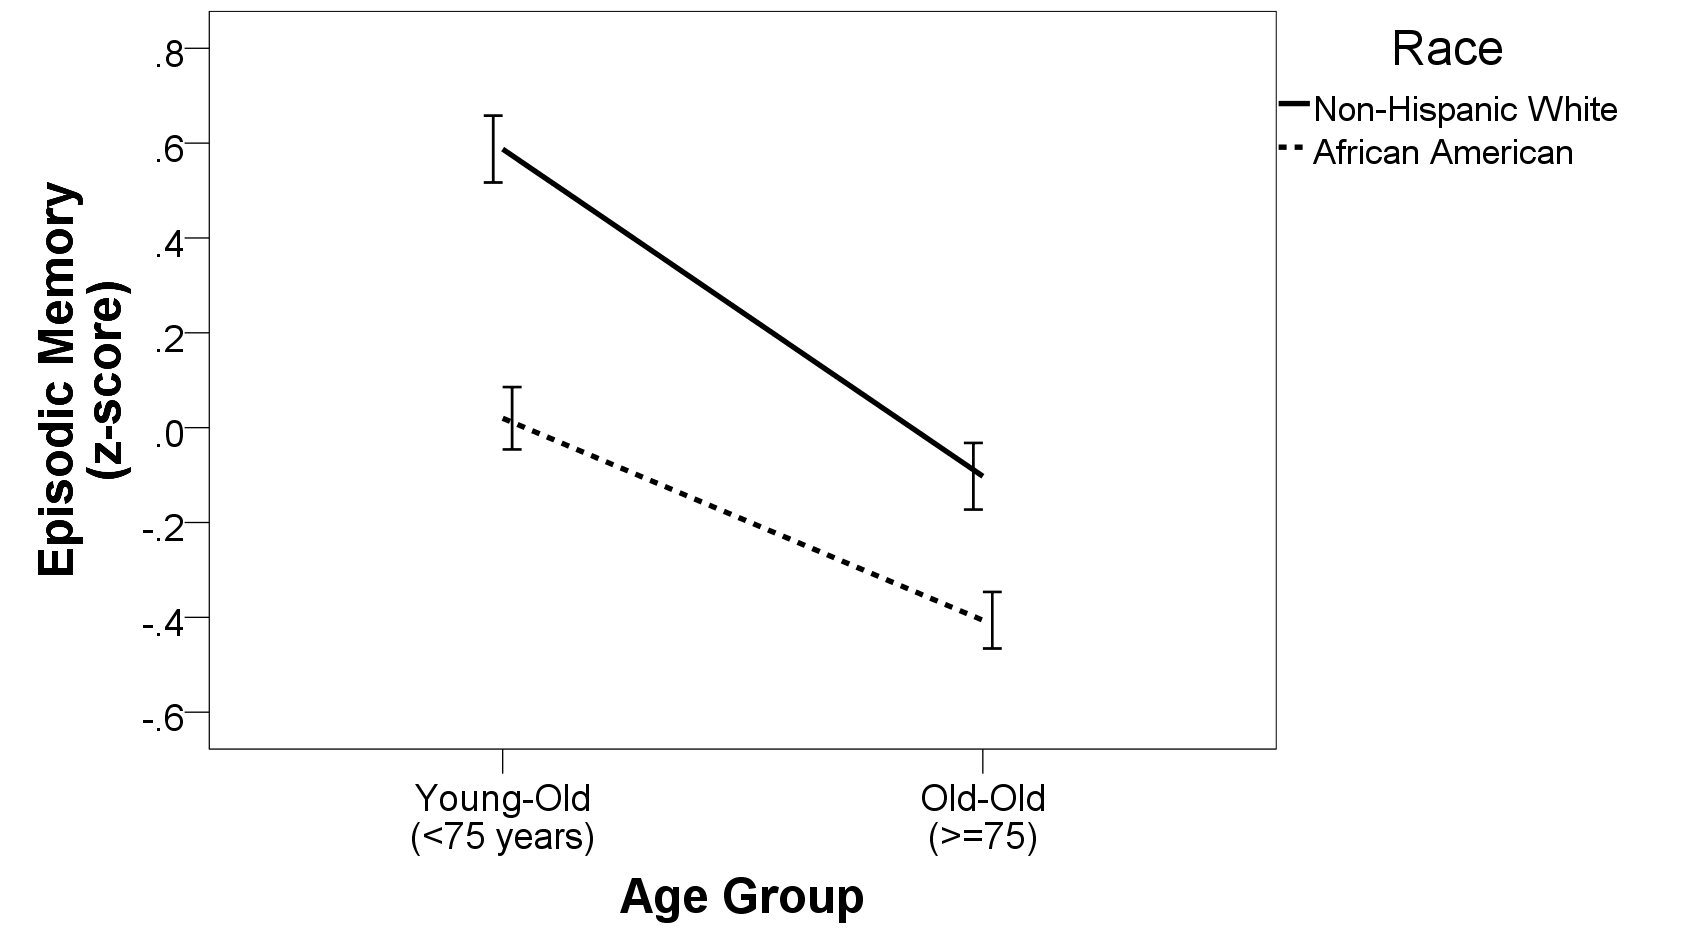 Episodic Memory
(z-score)
.8
.6
.4
.2
.0
-.2
-.4
-.6
Young-Old
(<75 years)
Old-Old
(>=75)
Age Group
Race
Non-Hispanic White
African American